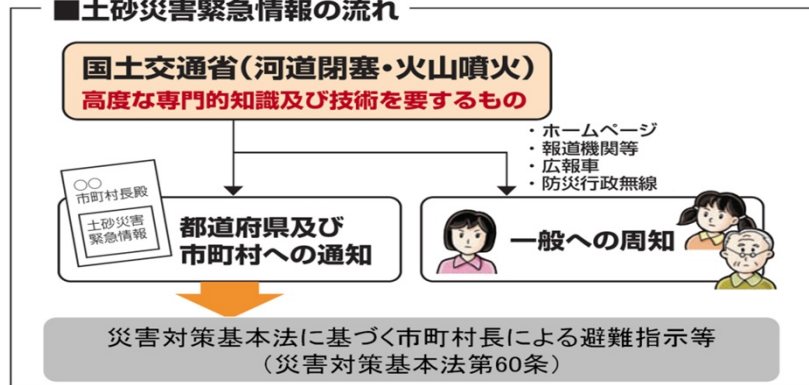 ■土砂災害緊急情報の流れ
国土交通省(河道閉塞・火山噴火)
高度な専門的知識及び技術を要するもの
・ホームページ
・報道機関等
・広報車
・防災行政無線
○○
市町村長殿
土砂災害
緊急情報
都道府県及び
市町村への通知
一般への周知
災害対策基本法に基づく市町村長による避難指示等
(災害対策基本法第60条)